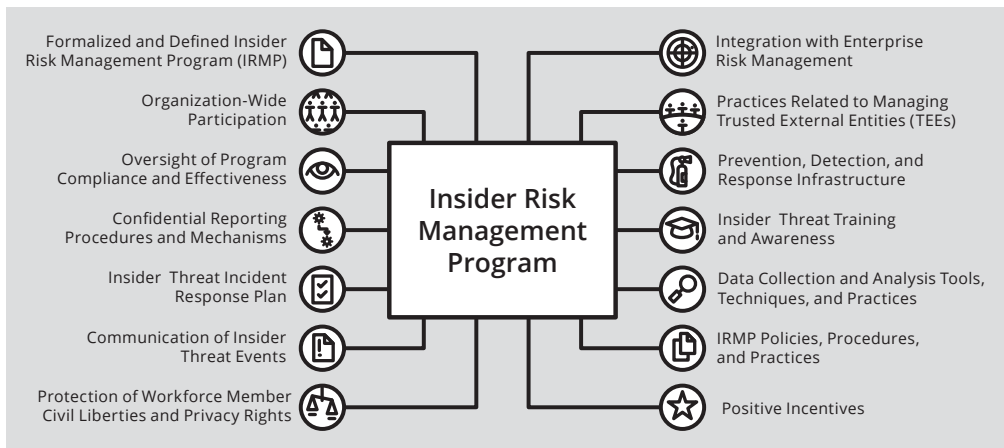 Formalized and Defined Insider
Risk Management Program (IRMP)
Organization-Wide
Participation
Oversight of Program
Compliance and Effectiveness
Confidential Reporting
Procedures and Mechanisms
Insider Threat Incident
Response Plan
Communication of Insider
Threat Events
Protection of Workforce Member
Civil Liberties and Privacy Rights
Insider Risk
Management
Program
Integration with Enterprise
Risk Management
Practices Related to Managing
Trusted External Entities (TEEs)
Prevention, Detection, and
Response Infrastructure
Insider Threat Training
and Awareness
Data Collection and Analysis Tools,
Techniques, and Practices
IRMP Policies, Procedures,
and Practices
Positive Incentives